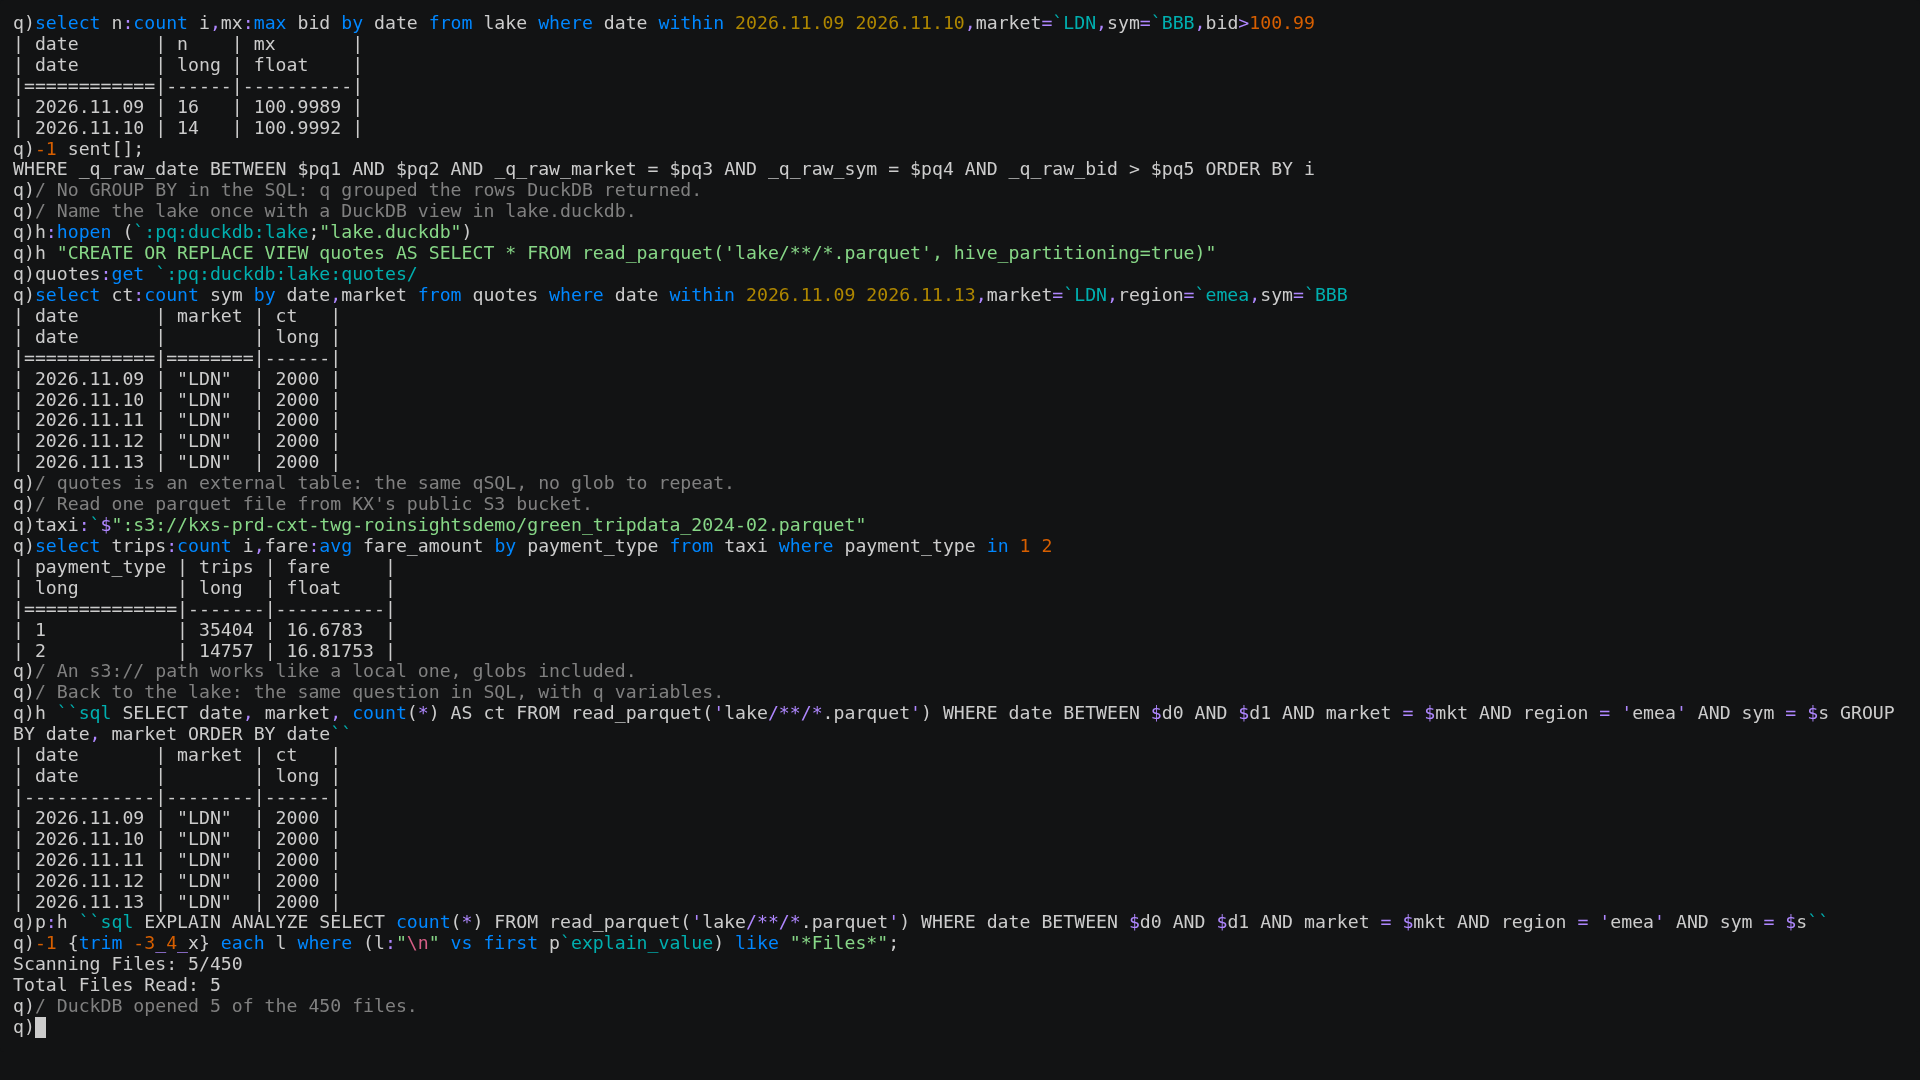 q)select n:count i,mx:max bid by date from lake where date within 2026.11.09 2026.11.10,market=`LDN,sym=`BBB,bid>100.99
| date       | n    | mx       |
| date       | long | float    |
|============|------|----------|
| 2026.11.09 | 16   | 100.9989 |
| 2026.11.10 | 14   | 100.9992 |
q)-1 sent[];
WHERE _q_raw_date BETWEEN $pq1 AND $pq2 AND _q_raw_market = $pq3 AND _q_raw_sym = $pq4 AND _q_raw_bid > $pq5 ORDER BY i
q)/ No GROUP BY in the SQL: q grouped the rows DuckDB returned.
q)/ Name the lake once with a DuckDB view in lake.duckdb.
q)h:hopen (`:pq:duckdb:lake;"lake.duckdb")
q)h "CREATE OR REPLACE VIEW quotes AS SELECT * FROM read_parquet('lake/**/*.parquet', hive_partitioning=true)"
q)quotes:get `:pq:duckdb:lake:quotes/
q)select ct:count sym by date,market from quotes where date within 2026.11.09 2026.11.13,market=`LDN,region=`emea,sym=`BBB
| date       | market | ct   |
| date       |        | long |
|============|========|------|
| 2026.11.09 | "LDN"  | 2000 |
| 2026.11.10 | "LDN"  | 2000 |
| 2026.11.11 | "LDN"  | 2000 |
| 2026.11.12 | "LDN"  | 2000 |
| 2026.11.13 | "LDN"  | 2000 |
q)/ quotes is an external table: the same qSQL, no glob to repeat.
q)/ Read one parquet file from KX's public S3 bucket.
q)taxi:`$":s3://kxs-prd-cxt-twg-roinsightsdemo/green_tripdata_2024-02.parquet"
q)select trips:count i,fare:avg fare_amount by payment_type from taxi where payment_type in 1 2
| payment_type | trips | fare     |
| long         | long  | float    |
|==============|-------|----------|
| 1            | 35404 | 16.6783  |
| 2            | 14757 | 16.81753 |
q)/ An s3:// path works like a local one, globs included.
q)/ Back to the lake: the same question in SQL, with q variables.
q)h ``sql SELECT date, market, count(*) AS ct FROM read_parquet('lake/**/*.parquet') WHERE date BETWEEN $d0 AND $d1 AND market = $mkt AND region = 'emea' AND sym = $s GROUP
BY date, market ORDER BY date``
| date       | market | ct   |
| date       |        | long |
|------------|--------|------|
| 2026.11.09 | "LDN"  | 2000 |
| 2026.11.10 | "LDN"  | 2000 |
| 2026.11.11 | "LDN"  | 2000 |
| 2026.11.12 | "LDN"  | 2000 |
| 2026.11.13 | "LDN"  | 2000 |
q)p:h ``sql EXPLAIN ANALYZE SELECT count(*) FROM read_parquet('lake/**/*.parquet') WHERE date BETWEEN $d0 AND $d1 AND market = $mkt AND region = 'emea' AND sym = $s``
q)-1 {trim -3_4_x} each l where (l:"\n" vs first p`explain_value) like "*Files*";
Scanning Files: 5/450
Total Files Read: 5
q)/ DuckDB opened 5 of the 450 files.
q)